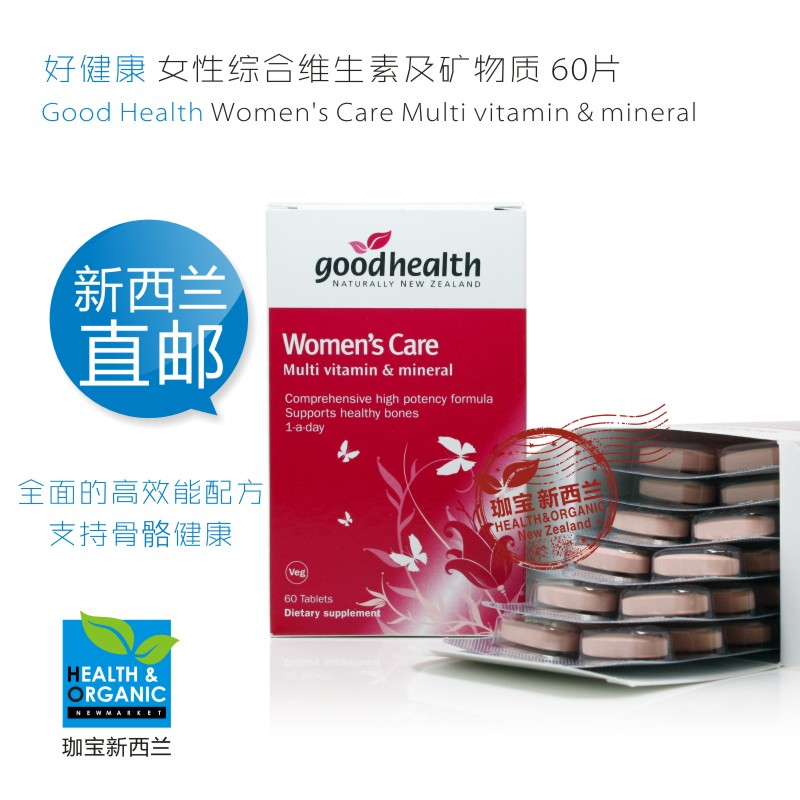 好健康 女性综合维生素及矿物质 60片
Good Health Women's Care Multi vitamin & mineral
新西兰
直邮
goodhealth
NATURALLY NEW ZEALAND
Women's Care
Multi vitamin & mineral
Comprehensive high potency formula
Supports healthy bones
1-a-day
Veg
60 Tablets
Dietary supplement
珈宝新西兰
HEALTH&ORGANIC
New Zealand
全面的高效能配方
支持骨骼健康
HEALTH &
ORGANIC
NEWMARKET
珈宝新西兰